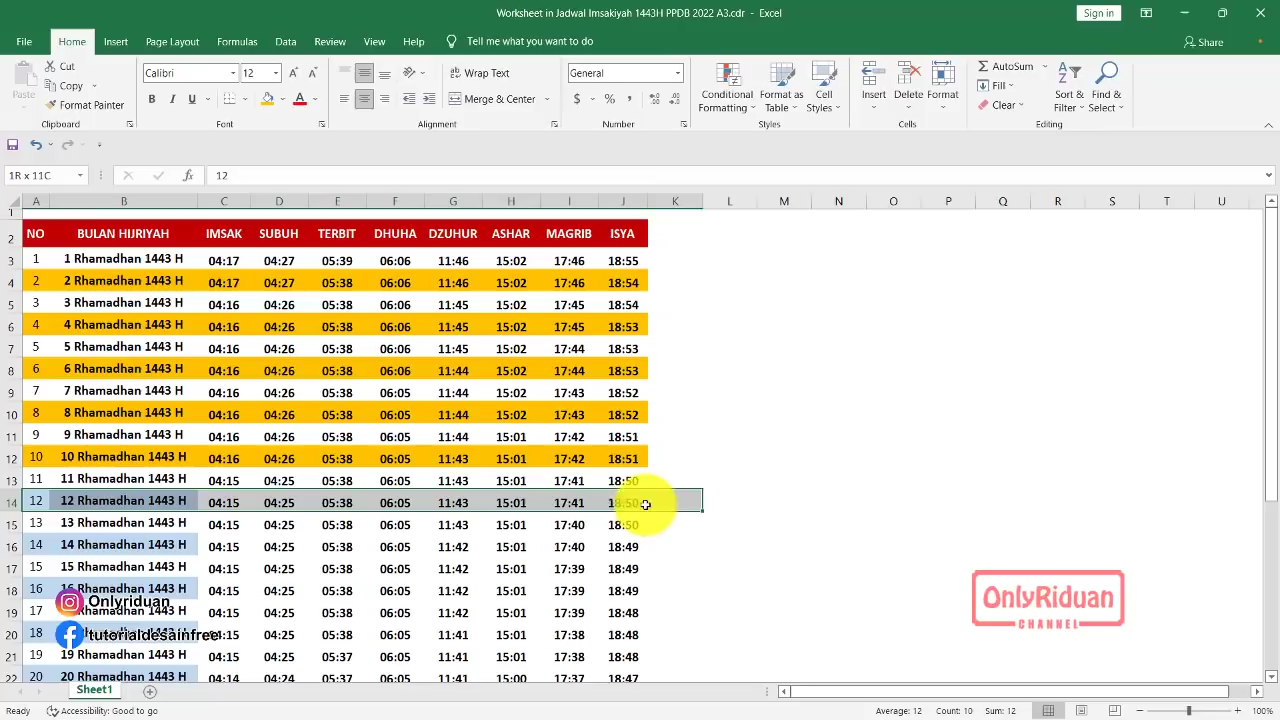 Worksheet in Jadwal Imsakiyah 1443H PPDB 2022 A3.cdr - Excel
Sign in
File Home Insert Page Layout Formulas Data Review View Help Tell me what you want to do Share
Cut
Copy
Format Painter
Paste
Clipboard
Calibri 12
B I U
Font
Wrap Text
Merge & Center
Alignment
General
$ % ,
Number
Conditional Formatting
Format as Table
Cell Styles
Styles
Insert Delete Format
Cells
AutoSum
Fill
Clear
Sort & Filter
Find & Select
Editing
1R x 11C fx 12
A B C D E F G H I J K L M N O P Q R S T U
1
2 NO BULAN HIJRIYAH IMSAK SUBUH TERBIT DHUHA DZUHUR ASHAR MAGRIB ISYA
3 1 1 Rhamadhan 1443 H 04:17 04:27 05:39 06:06 11:46 15:02 17:46 18:55
4 2 2 Rhamadhan 1443 H 04:17 04:27 05:38 06:06 11:46 15:02 17:46 18:54
5 3 3 Rhamadhan 1443 H 04:16 04:26 05:38 06:06 11:45 15:02 17:45 18:54
6 4 4 Rhamadhan 1443 H 04:16 04:26 05:38 06:06 11:45 15:02 17:45 18:53
7 5 5 Rhamadhan 1443 H 04:16 04:26 05:38 06:06 11:45 15:02 17:44 18:53
8 6 6 Rhamadhan 1443 H 04:16 04:26 05:38 06:05 11:44 15:02 17:44 18:53
9 7 7 Rhamadhan 1443 H 04:16 04:26 05:38 06:05 11:44 15:02 17:43 18:52
10 8 8 Rhamadhan 1443 H 04:16 04:26 05:38 06:05 11:44 15:02 17:43 18:52
11 9 9 Rhamadhan 1443 H 04:16 04:26 05:38 06:05 11:44 15:01 17:42 18:51
12 10 10 Rhamadhan 1443 H 04:16 04:26 05:38 06:05 11:43 15:01 17:42 18:51
13 11 11 Rhamadhan 1443 H 04:15 04:25 05:38 06:05 11:43 15:01 17:41 18:50
14 12 12 Rhamadhan 1443 H 04:15 04:25 05:38 06:05 11:43 15:01 17:41 18:50
15 13 13 Rhamadhan 1443 H 04:15 04:25 05:38 06:05 11:43 15:01 17:40 18:50
16 14 14 Rhamadhan 1443 H 04:15 04:25 05:38 06:05 11:42 15:01 17:40 18:49
17 15 15 Rhamadhan 1443 H 04:15 04:25 05:38 06:05 11:42 15:01 17:39 18:49
18 16 16 Rhamadhan 1443 H 04:15 04:25 05:38 06:05 11:42 15:01 17:39 18:49
19 17 04:15 04:25 05:38 06:05 11:42 15:01 17:39 18:48
20 18 04:15 04:25 05:38 06:05 11:41 15:01 17:38 18:48
21 19 19 Rhamadhan 1443 H 04:15 04:25 05:37 06:05 11:41 15:01 17:38 18:48
22 20 20 Rhamadhan 1443 H 04:14 04:24 05:37 06:05 11:41 15:00 17:38 18:47
Onlyriduan
tutorialdesainfree
OnlyRiduan
CHANNEL
Sheet1
Ready Accessibility: Good to go Average: 12 Count: 10 Sum: 12 100%